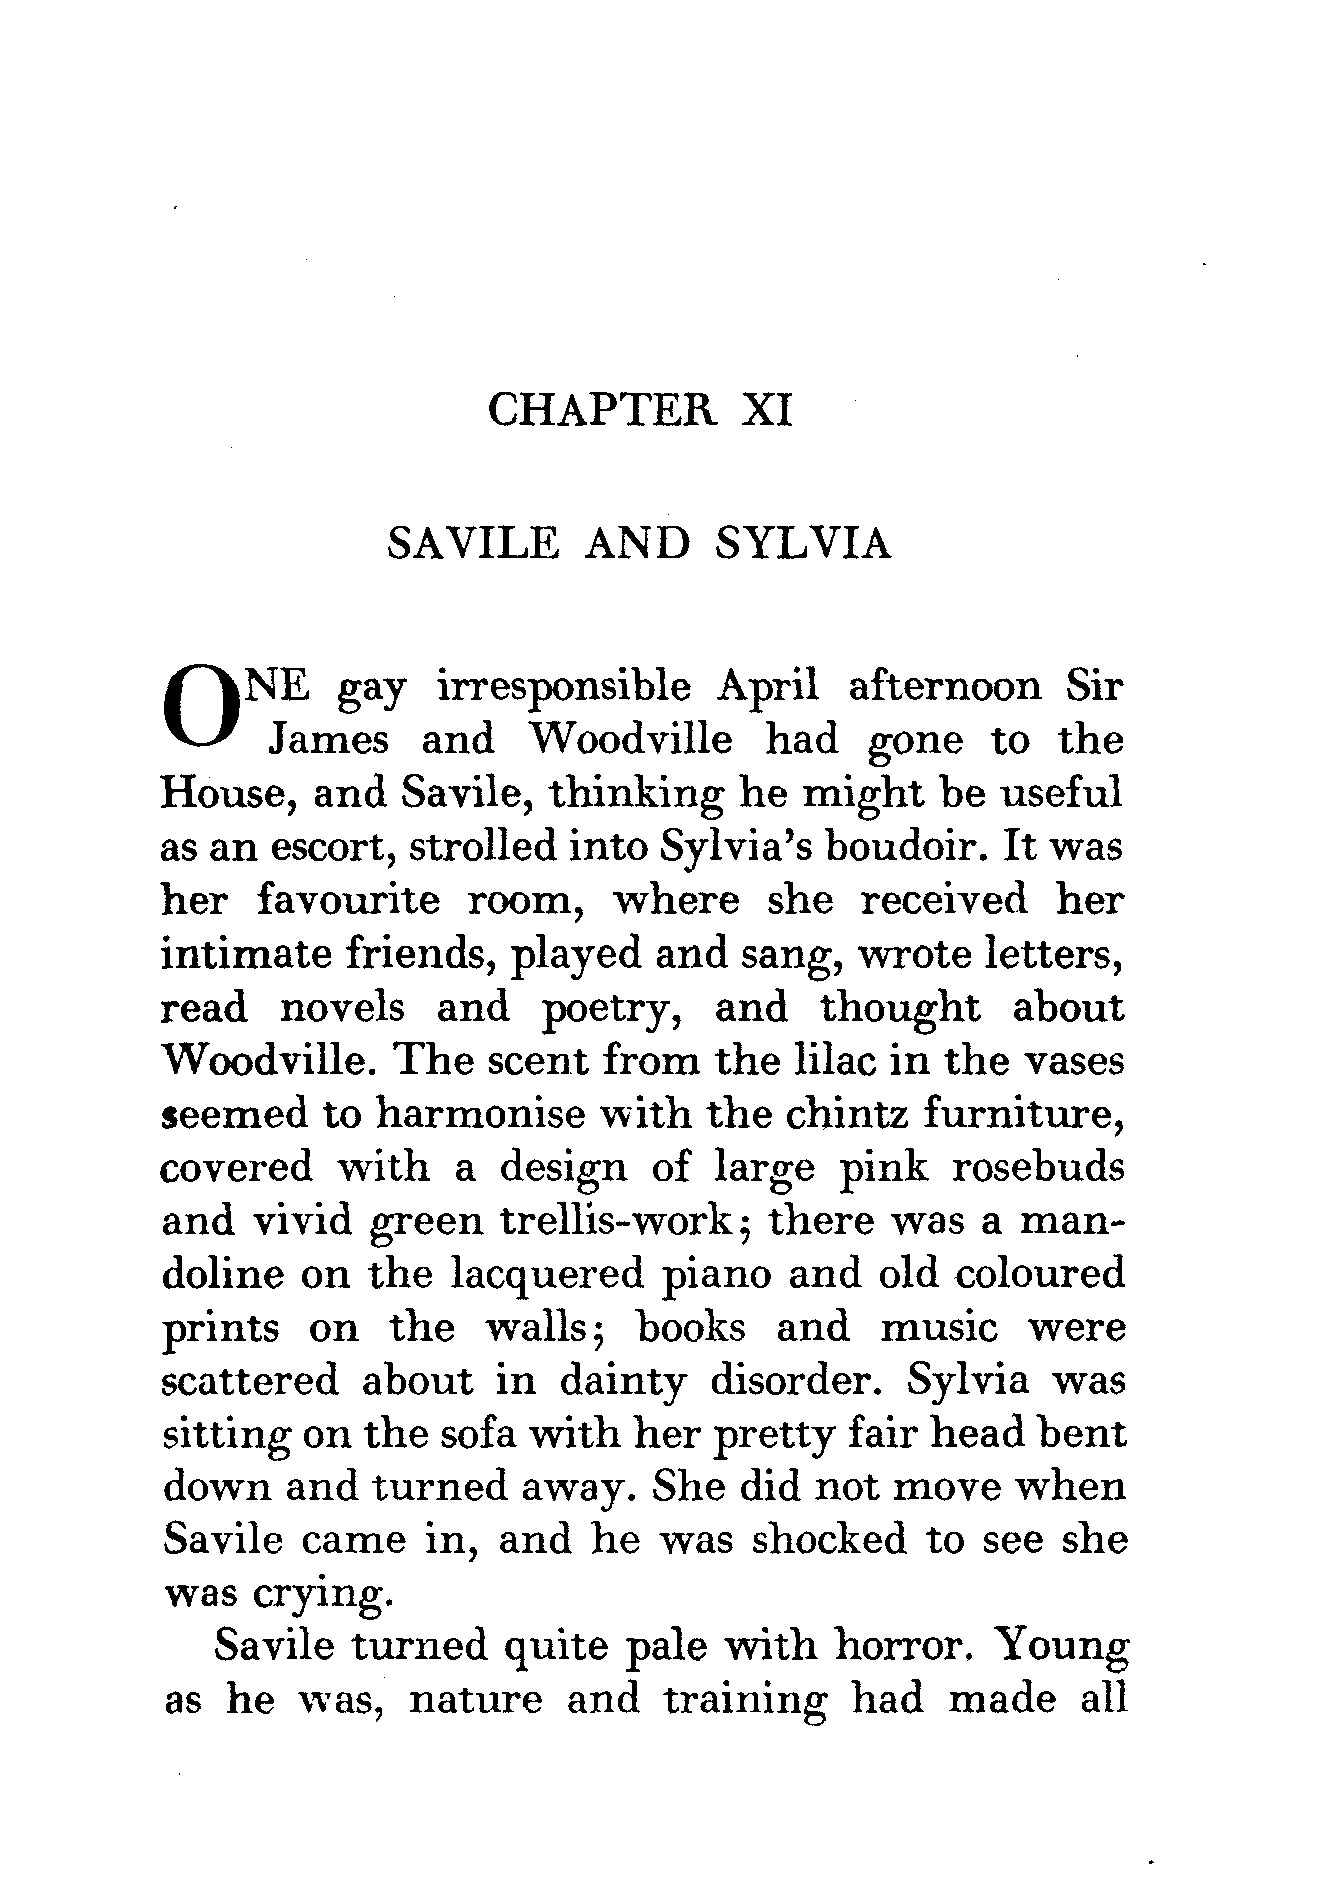 CHAPTER XI
SAVILE AND SYLVIA
ONE gay irresponsible April afternoon Sir
James and Woodville had gone to the
House, and Savile, thinking he might be useful
as an escort, strolled into Sylvia's boudoir. It was
her favourite room, where she received her
intimate friends, played and sang, wrote letters,
read novels and poetry, and thought about
Woodville. The scent from the lilac in the vases
seemed to harmonise with the chintz furniture,
covered with a design of large pink rosebuds
and vivid green trellis-work; there was a man-
doline on the lacquered piano and old coloured
prints on the walls; books and music were
scattered about in dainty disorder. Sylvia was
sitting on the sofa with her pretty fair head bent
down and turned away. She did not move when
Savile came in, and he was shocked to see she
was crying.
Savile turned quite pale with horror. Young
as he was, nature and training had made all